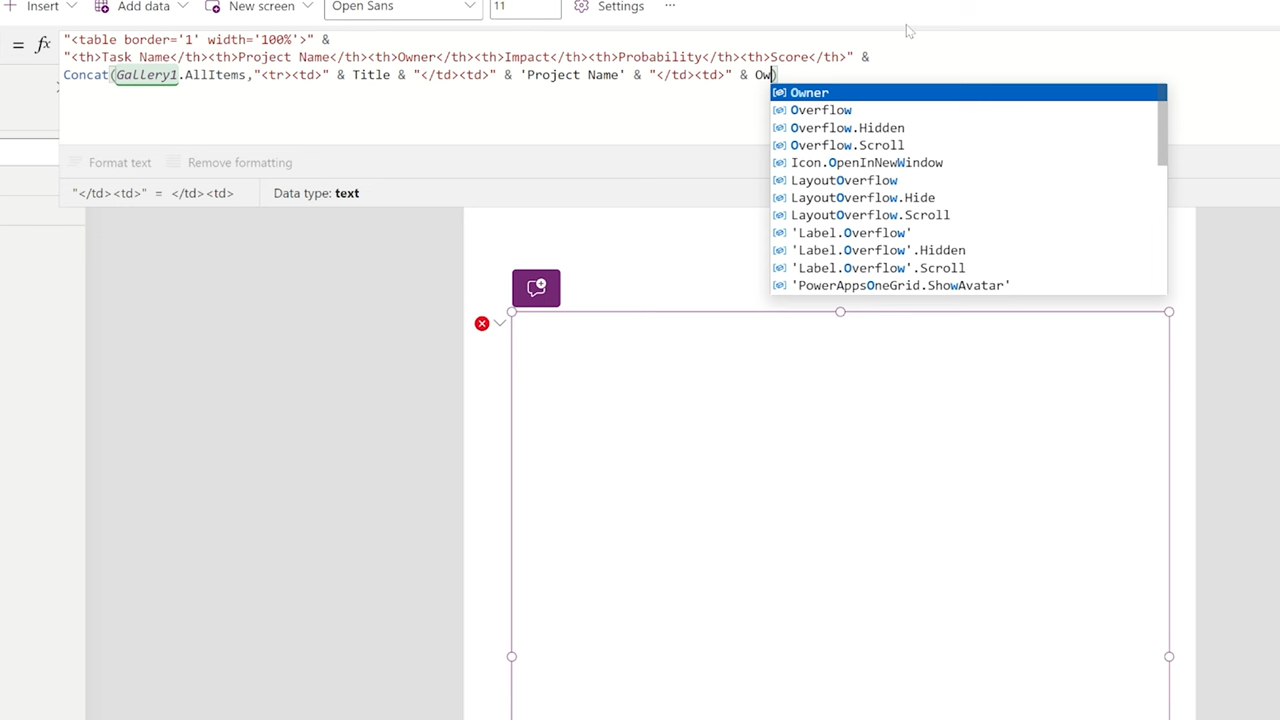 Insert Add data New screen Open Sans 11 Settings ...
= fx "<table border='1' width='100%'>" &
"<th>Task Name</th><th>Project Name</th><th>Owner</th><th>Impact</th><th>Probability</th><th>Score</th>" &
Concat(Gallery1.AllItems,"<tr><td>" & Title & "</td><td>" & 'Project Name' & "</td><td>" & Ow)
Owner
Overflow
Overflow.Hidden
Overflow.Scroll
Icon.OpenInNewWindow
LayoutOverflow
LayoutOverflow.Hide
LayoutOverflow.Scroll
'Label.Overflow'
'Label.Overflow'.Hidden
'Label.Overflow'.Scroll
'PowerAppsOneGrid.ShowAvatar'
Format text Remove formatting
"</td><td>" = </td><td> Data type: text